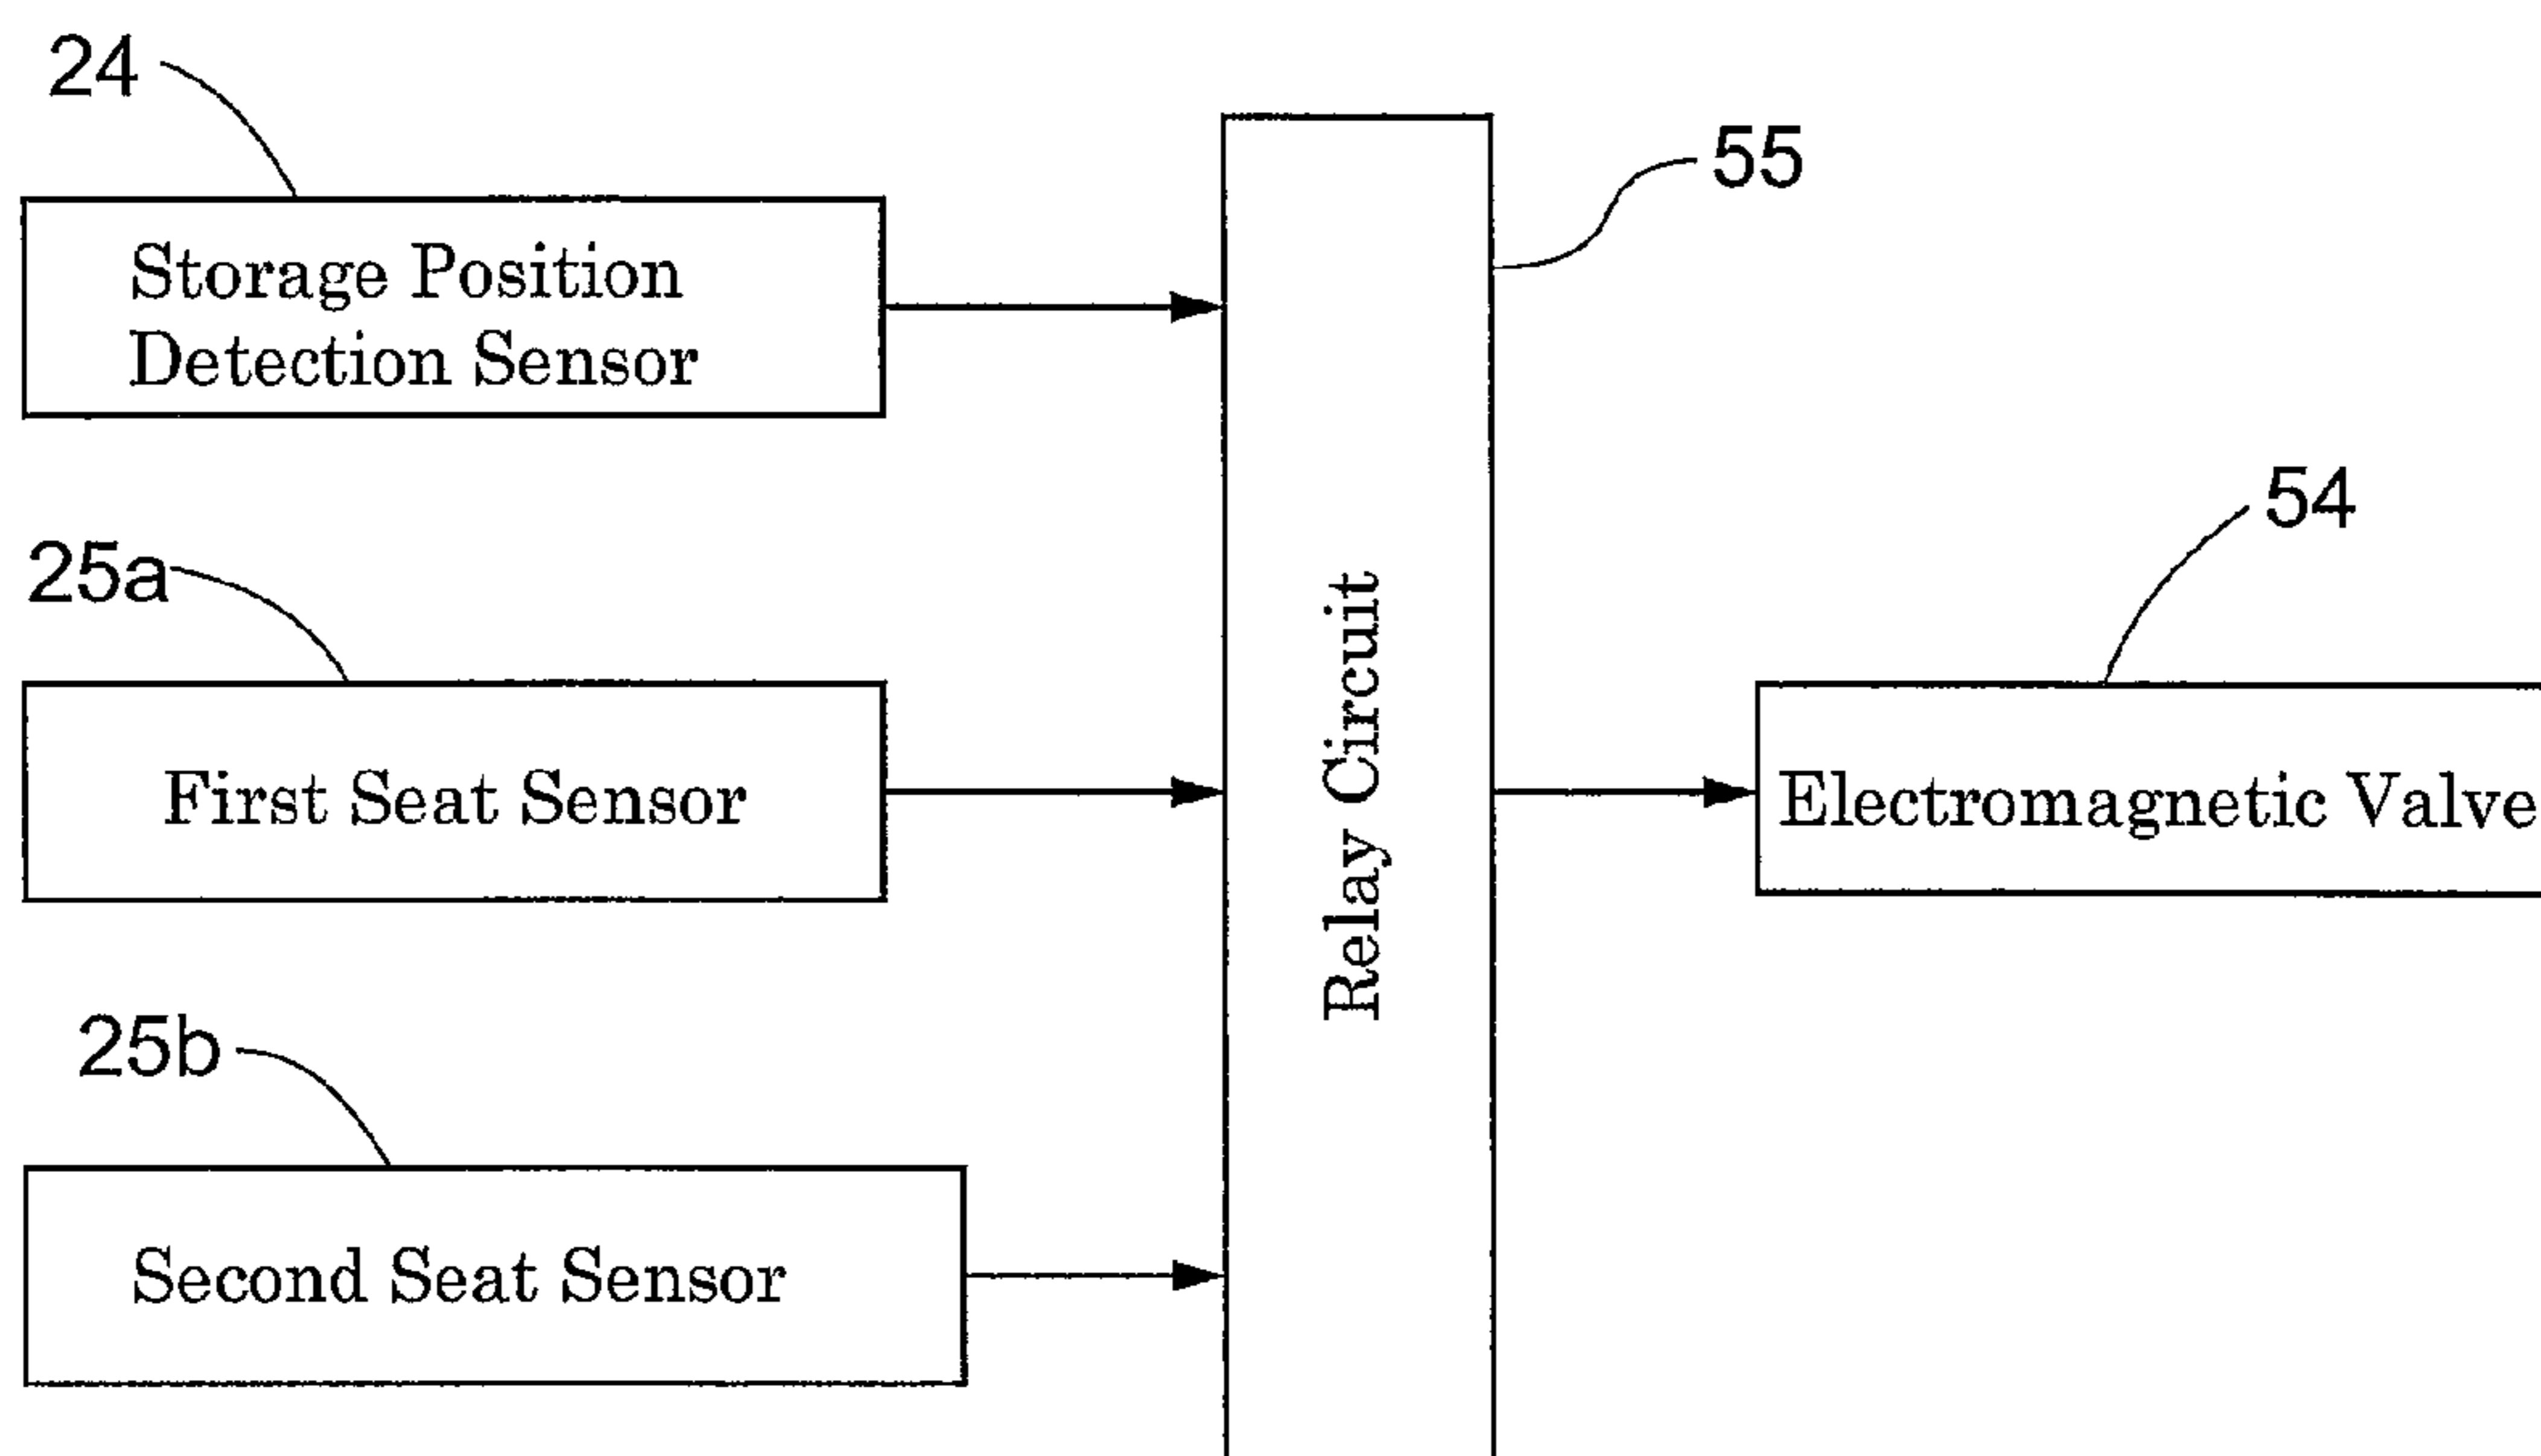 24
Storage Position
Detection Sensor
55
Relay Circuit
54
Electromagnetic Valve
25a
First Seat Sensor
25b
Second Seat Sensor